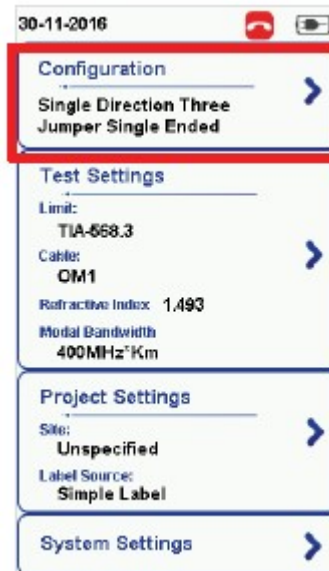 30-11-2016
Configuration
Single Direction Three
Jumper Single Ended
Test Settings
Limit:
TIA-568.3
Cable:
OM1
Refractive Index 1.493
Modal Bandwidth
400MHz*Km
Project Settings
Site:
Unspecified
Label Source:
Simple Label
System Settings